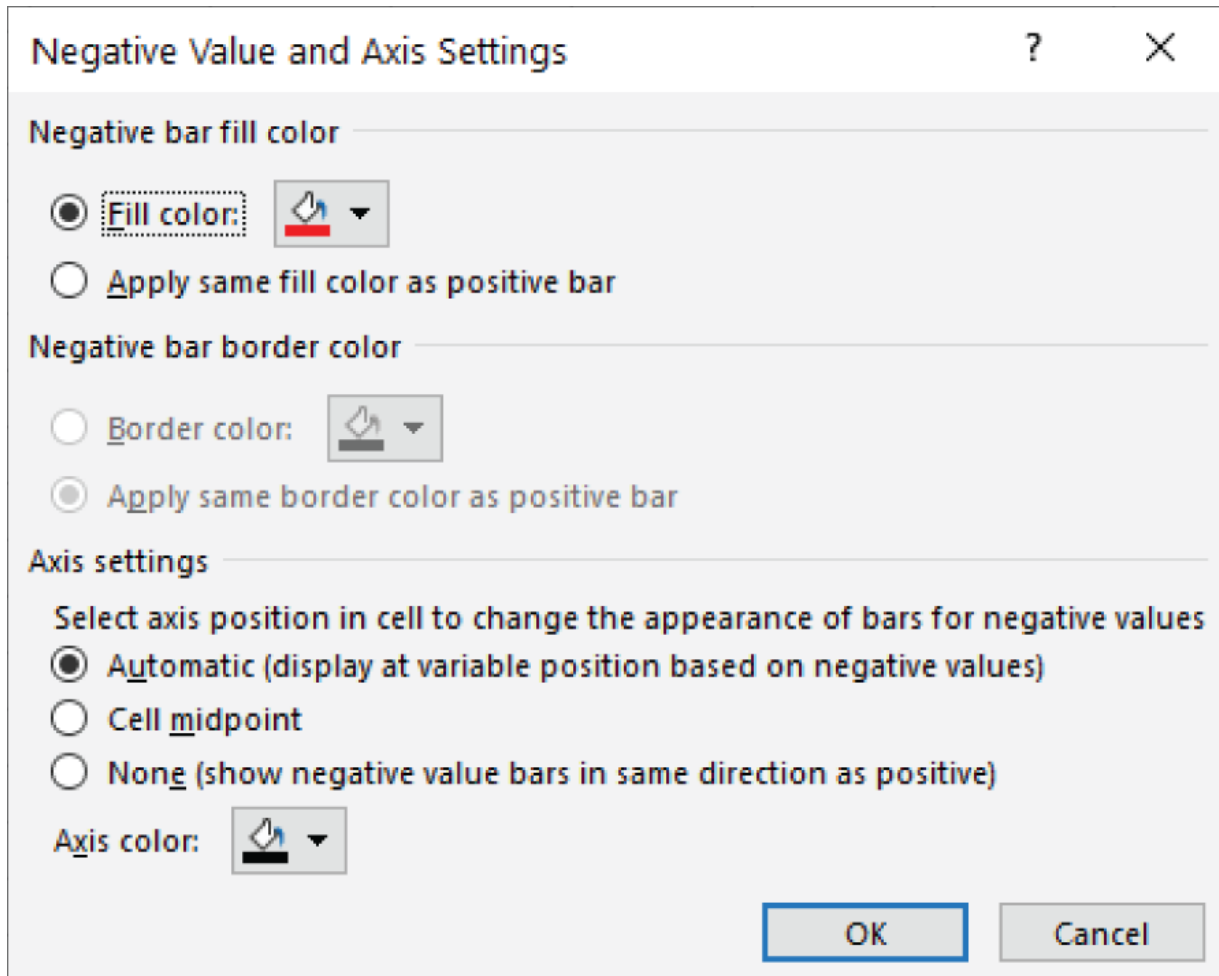 Negative Value and Axis Settings ?
Negative bar fill color
Fill color:
Apply same fill color as positive bar
Negative bar border color
Border color:
Apply same border color as positive bar
Axis settings
Select axis position in cell to change the appearance of bars for negative values
Automatic (display at variable position based on negative values)
Cell midpoint
None (show negative value bars in same direction as positive)
Axis color:
OK Cancel